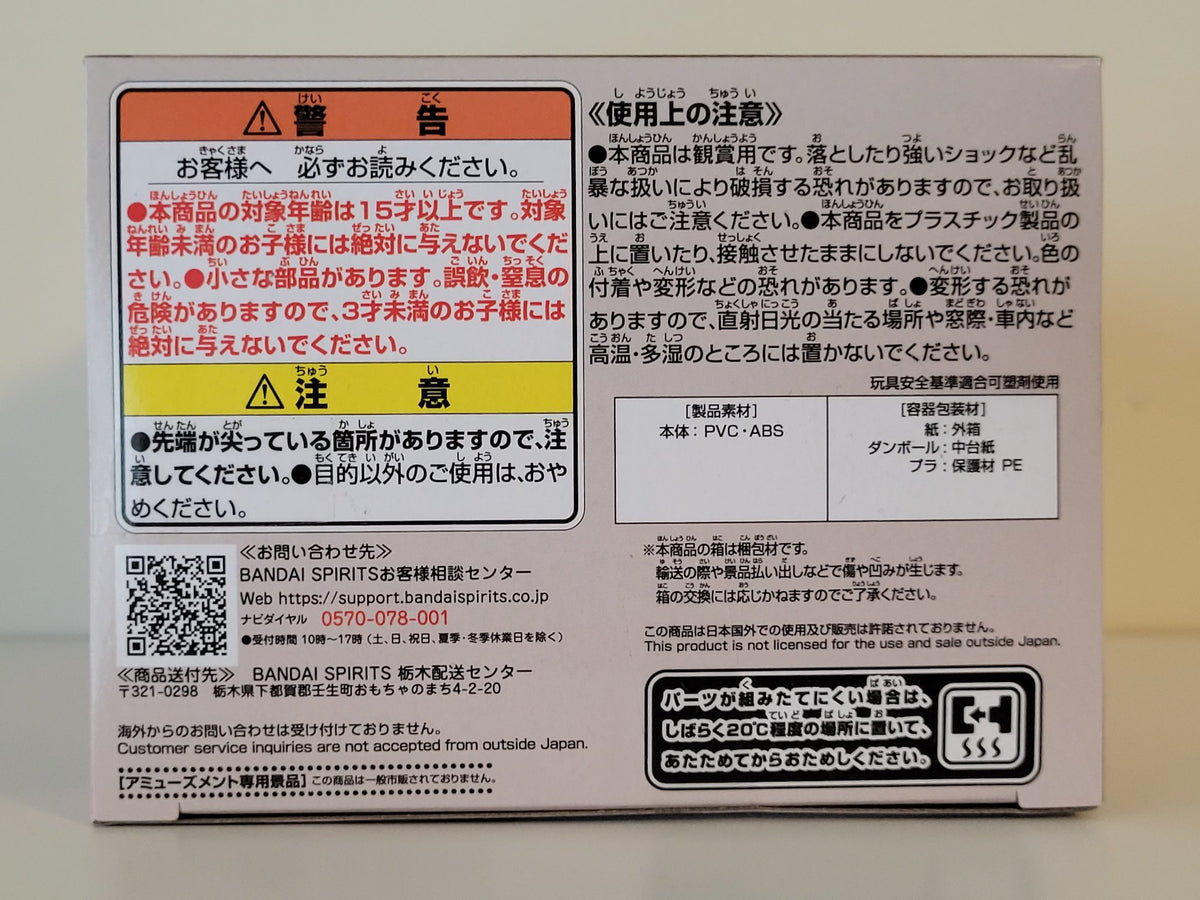 警告
お客様へ 必ずお読みください。
●本商品の対象年齢は15才以上です。対象
年齢未満のお子様には絶対に与えないでくだ
さい。●小さな部品があります。誤飲・窒息の
危険がありますので、3才未満のお子様には
絶対に与えないでください。
注意
●先端が尖っている箇所がありますので、注
意してください。●目的以外のご使用は、おや
めください。
《お問い合わせ先》
BANDAI SPIRITSお客様相談センター
Web https://support.bandaispirits.co.jp
ナビダイヤル 0570-078-001
●受付時間 10時～17時(土、日、祝日、夏季・冬季休業日を除く)
《商品送付先》 BANDAI SPIRITS 栃木配送センター
〒321-0298 栃木県下都賀郡壬生町おもちゃのまち4-2-20
海外からのお問い合わせは受け付けておりません。
Customer service inquiries are not accepted from outside Japan.
[アミューズメント専用景品] この商品は一般市販されておりません。
《使用上の注意》
●本商品は観賞用です。落としたり強いショックなど乱
暴な扱いにより破損する恐れがありますので、お取り扱
いにはご注意ください。●本商品をプラスチック製品の
上に置いたり、接触させたままにしないでください。色の
付着や変形などの恐れがあります。●変形する恐れが
ありますので、直射日光の当たる場所や窓際・車内など
高温・多湿のところには置かないでください。
玩具安全基準適合可塑剤使用
[製品素材]
本体:PVC・ABS
[容器包装材]
紙:外箱
ダンボール:中台紙
プラ:保護材 PE
※本商品の箱は梱包材です。
輸送の際や景品払い出しなどで傷や凹みが生じます。
箱の交換には応じかねますのでご了承ください。
この商品は日本国外での使用及び販売は許諾されておりません。
This product is not licensed for the use and sale outside Japan.
パーツが組みたてにくい場合は、
しばらく20℃程度の場所に置いて、
あたためてからおためしください。